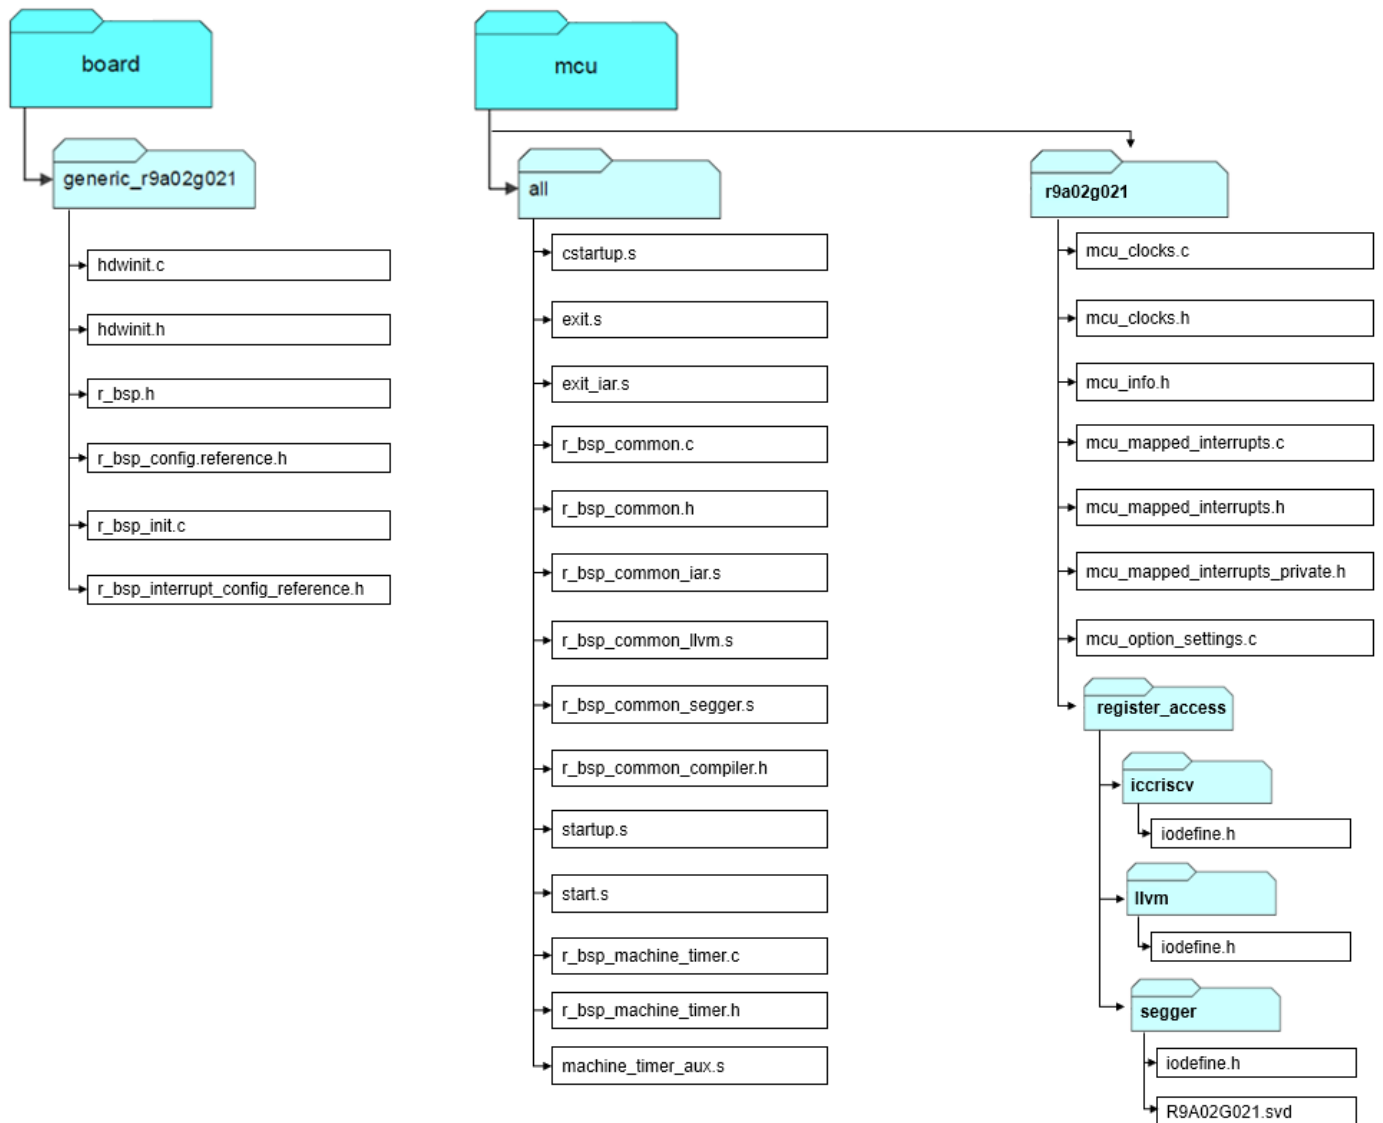 board
generic_r9a02g021
hdwinit.c
hdwinit.h
r_bsp.h
r_bsp_config.reference.h
r_bsp_init.c
r_bsp_interrupt_config_reference.h
mcu
all
cstartup.s
exit.s
exit_iar.s
r_bsp_common.c
r_bsp_common.h
r_bsp_common_iar.s
r_bsp_common_llvm.s
r_bsp_common_segger.s
r_bsp_common_compiler.h
startup.s
start.s
r_bsp_machine_timer.c
r_bsp_machine_timer.h
machine_timer_aux.s
r9a02g021
mcu_clocks.c
mcu_clocks.h
mcu_info.h
mcu_mapped_interrupts.c
mcu_mapped_interrupts.h
mcu_mapped_interrupts_private.h
mcu_option_settings.c
register_access
iccriscv
iodefine.h
llvm
iodefine.h
segger
iodefine.h
R9A02G021.svd